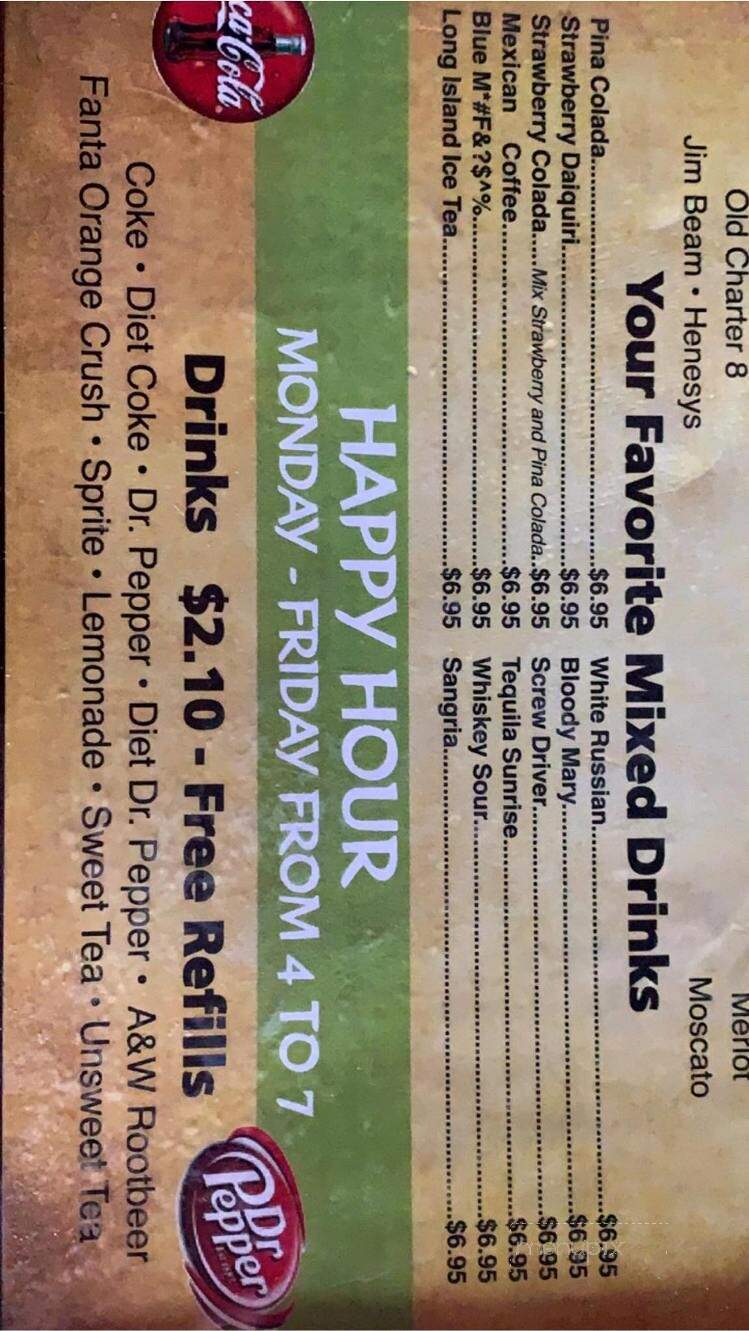 Old Charter 8
Merlot
Jim Beam • Henesys
Moscato
Your Favorite Mixed Drinks
Pina Colada....................$6.95
Strawberry Daiquiri....................$6.95
Strawberry Colada....Mix Strawberry and Pina Colada..$6.95
Mexican Coffee....................$6.95
Blue M*#F&?$^%....................$6.95
Long Island Ice Tea....................$6.95
White Russian....................$6.95
Bloody Mary....................$6.95
Screw Driver....................$6.95
Tequila Sunrise....................$6.95
Whiskey Sour....................$6.95
Sangria....................$6.95
HAPPY HOUR
MONDAY - FRIDAY FROM 4 TO 7
Coca-Cola
Drinks $2.10 - Free Refills
Dr Pepper
Coke • Diet Coke • Dr. Pepper • Diet Dr. Pepper • A&W Rootbeer
Fanta Orange Crush • Sprite • Lemonade • Sweet Tea • Unsweet Tea